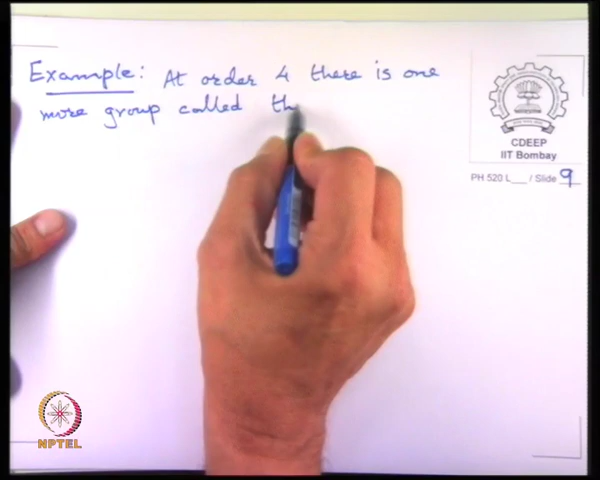 Example: At order 4 there is one
more group called th
CDEEP
IIT Bombay
PH 520 L___ / Slide 9
NPTEL